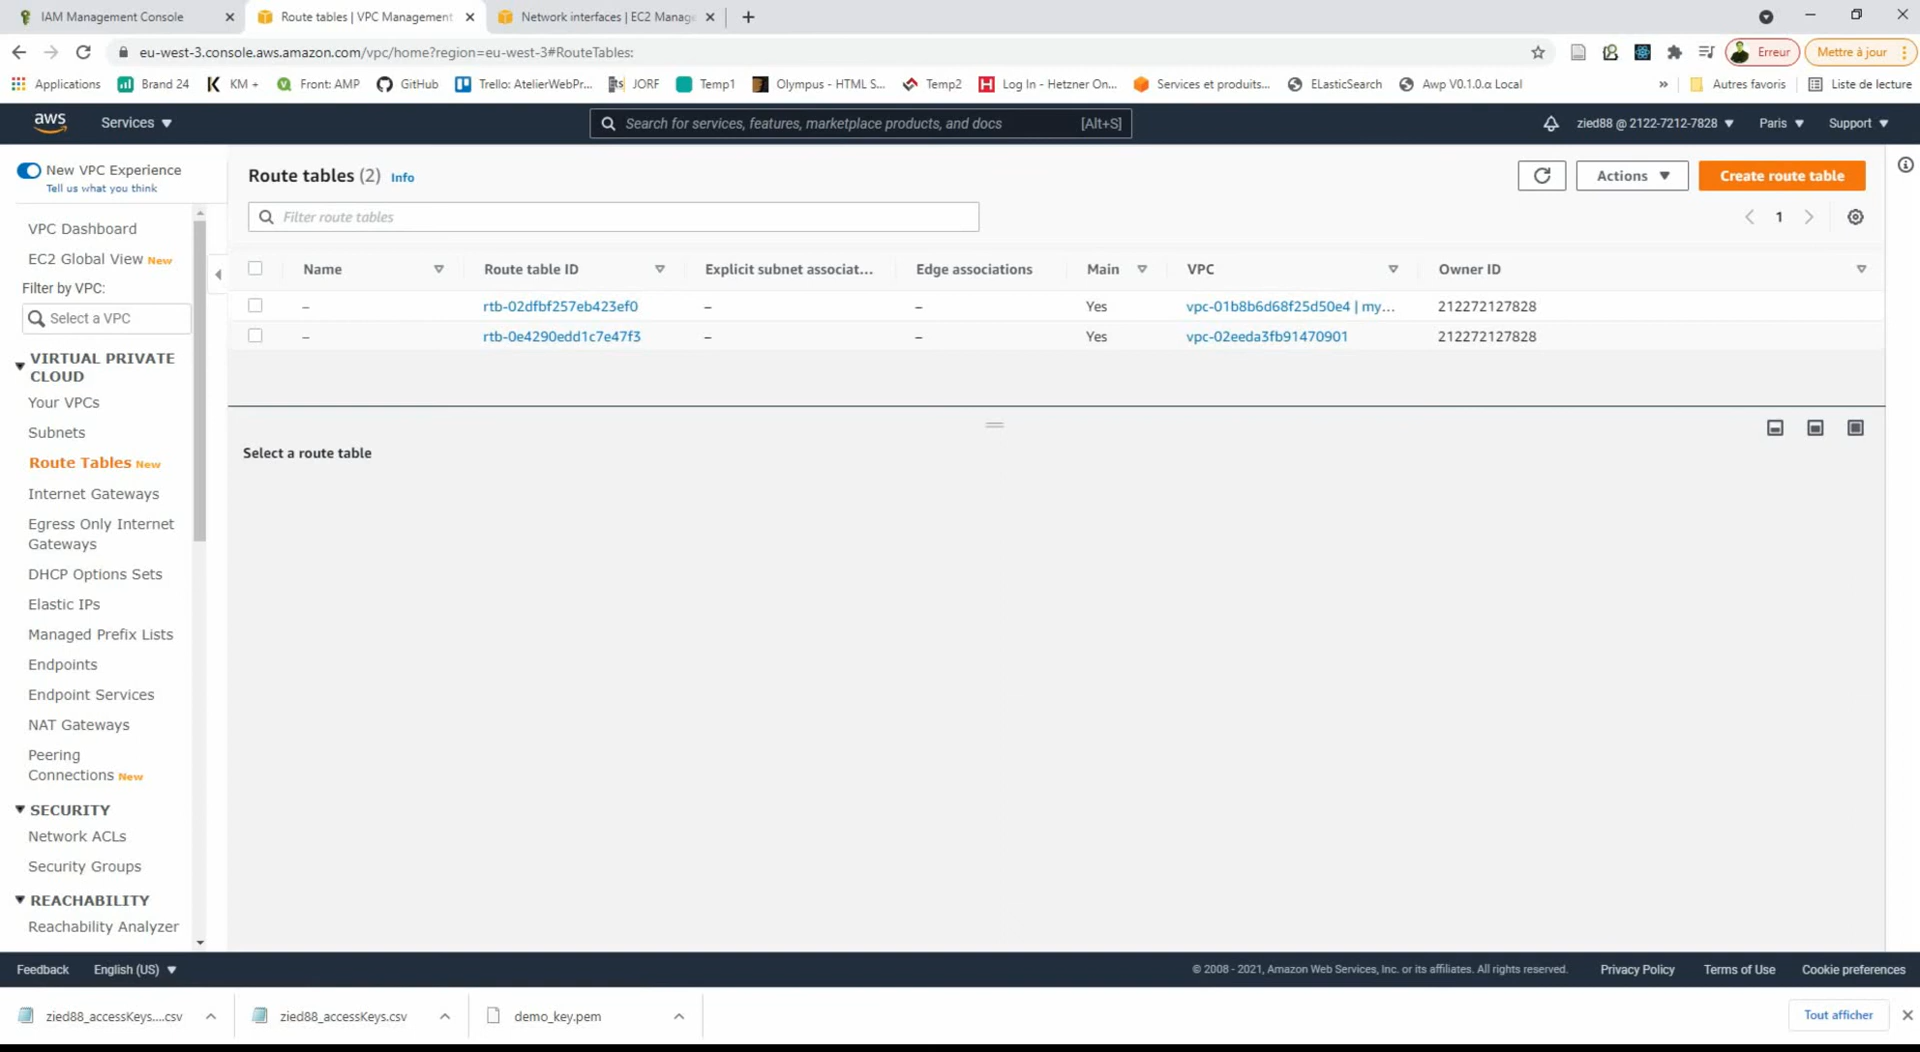 IAM Management Console
Route tables | VPC Management
Network interfaces | EC2 Manag
eu-west-3.console.aws.amazon.com/vpc/home?region=eu-west-3#RouteTables:
Erreur
Mettre à jour
Applications
Brand 24
KM +
Front: AMP
GitHub
Trello: AtelierWebPr...
JORF
Temp1
Olympus - HTML S...
Temp2
Log In - Hetzner On...
Services et produits...
ELasticSearch
Awp V0.1.0.α Local
»
Autres favoris
Liste de lecture
aws
Services
Search for services, features, marketplace products, and docs
[Alt+S]
zied88 @ 2122-7212-7828
Paris
Support
New VPC Experience
Tell us what you think
VPC Dashboard
EC2 Global View New
Filter by VPC:
Select a VPC
VIRTUAL PRIVATE
CLOUD
Your VPCs
Subnets
Route Tables New
Internet Gateways
Egress Only Internet
Gateways
DHCP Options Sets
Elastic IPs
Managed Prefix Lists
Endpoints
Endpoint Services
NAT Gateways
Peering
Connections New
SECURITY
Network ACLs
Security Groups
REACHABILITY
Reachability Analyzer
Route tables (2) Info
Actions
Create route table
Filter route tables
1
Name
Route table ID
Explicit subnet associat...
Edge associations
Main
VPC
Owner ID
– rtb-02dfbf257eb423ef0 – – Yes vpc-01b8b6d68f25d50e4 | my... 212272127828
– rtb-0e4290edd1c7e47f3 – – Yes vpc-02eeda3fb91470901 212272127828
Select a route table
Feedback
English (US)
© 2008 - 2021, Amazon Web Services, Inc. or its affiliates. All rights reserved.
Privacy Policy
Terms of Use
Cookie preferences
zied88_accessKeys....csv
zied88_accessKeys.csv
demo_key.pem
Tout afficher